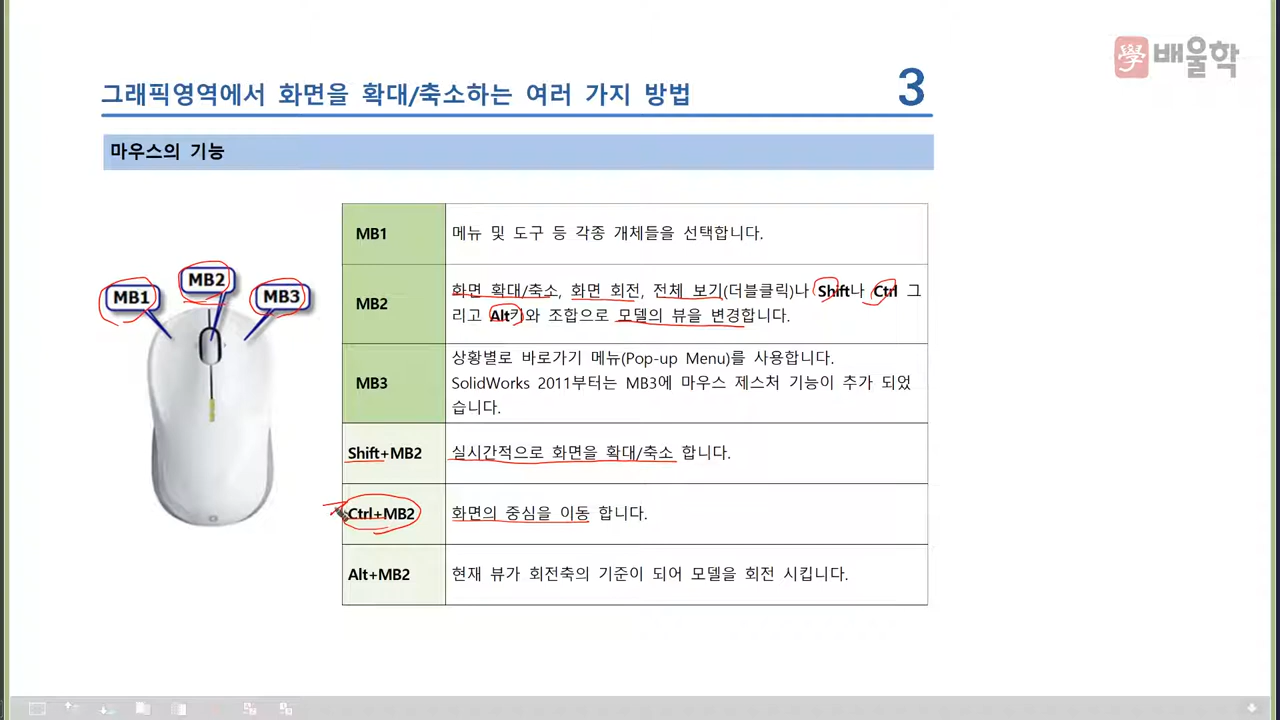 學 배울학
그래픽영역에서 화면을 확대/축소하는 여러 가지 방법 3
마우스의 기능
MB1
MB2
MB3
MB1 메뉴 및 도구 등 각종 개체들을 선택합니다.
MB2 화면 확대/축소, 화면 회전, 전체 보기(더블클릭)나 Shift나 Ctrl 그
리고 Alt키와 조합으로 모델의 뷰을 변경합니다.
MB3 상황별로 바로가기 메뉴(Pop-up Menu)를 사용합니다.
SolidWorks 2011부터는 MB3에 마우스 제스처 기능이 추가 되었
습니다.
Shift+MB2 실시간적으로 화면을 확대/축소 합니다.
Ctrl+MB2 화면의 중심을 이동 합니다.
Alt+MB2 현재 뷰가 회전축의 기준이 되어 모델을 회전 시킵니다.